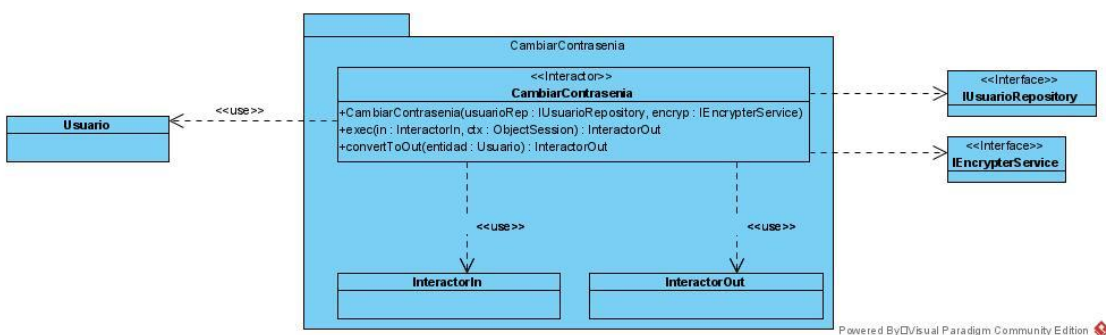 CambiarContrasenia
<<Interactor>>
CambiarContrasenia
+CambiarContrasenia(usuarioRep : IUsuarioRepository, encryp : IEncrypterService)
+exec(in : InteractorIn, ctx : ObjectSession) : InteractorOut
+convertToOut(entidad : Usuario) : InteractorOut
<<use>>
Usuario
<<Interface>>
IUsuarioRepository
<<Interface>>
IEncrypterService
<<use>>
<<use>>
InteractorIn
InteractorOut
Powered By□Visual Paradigm Community Edition